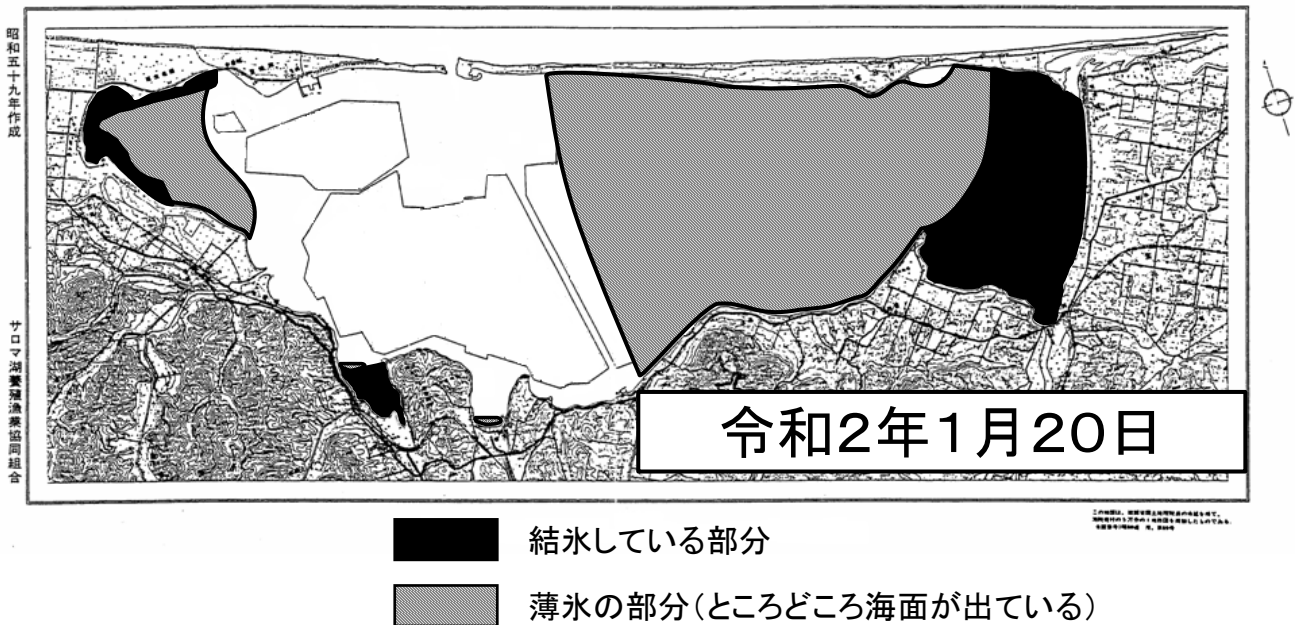 昭和五十九年作成
サロマ湖養殖漁業協同組合
令和2年1月20日
結氷している部分
薄氷の部分(ところどころ海面が出ている)